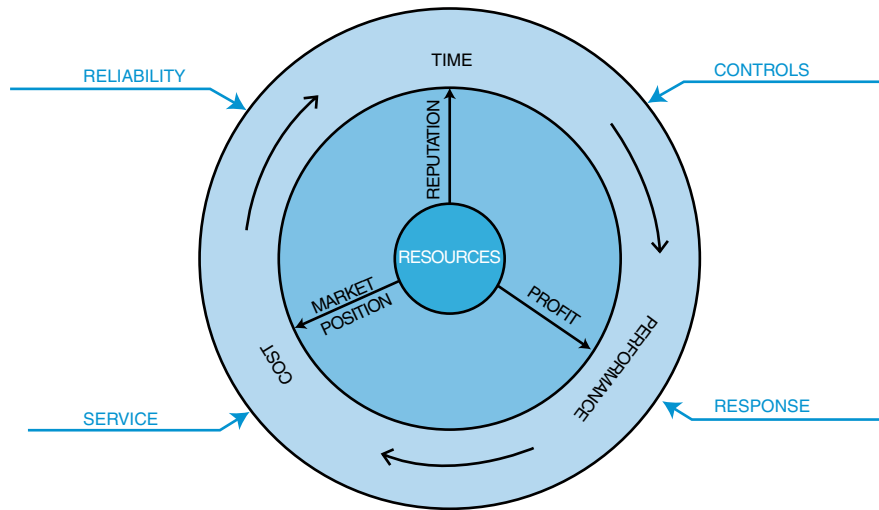 TIME
RELIABILITY
CONTROLS
REPUTATION
RESOURCES
MARKET
POSITION
PROFIT
COST
PERFORMANCE
SERVICE
RESPONSE